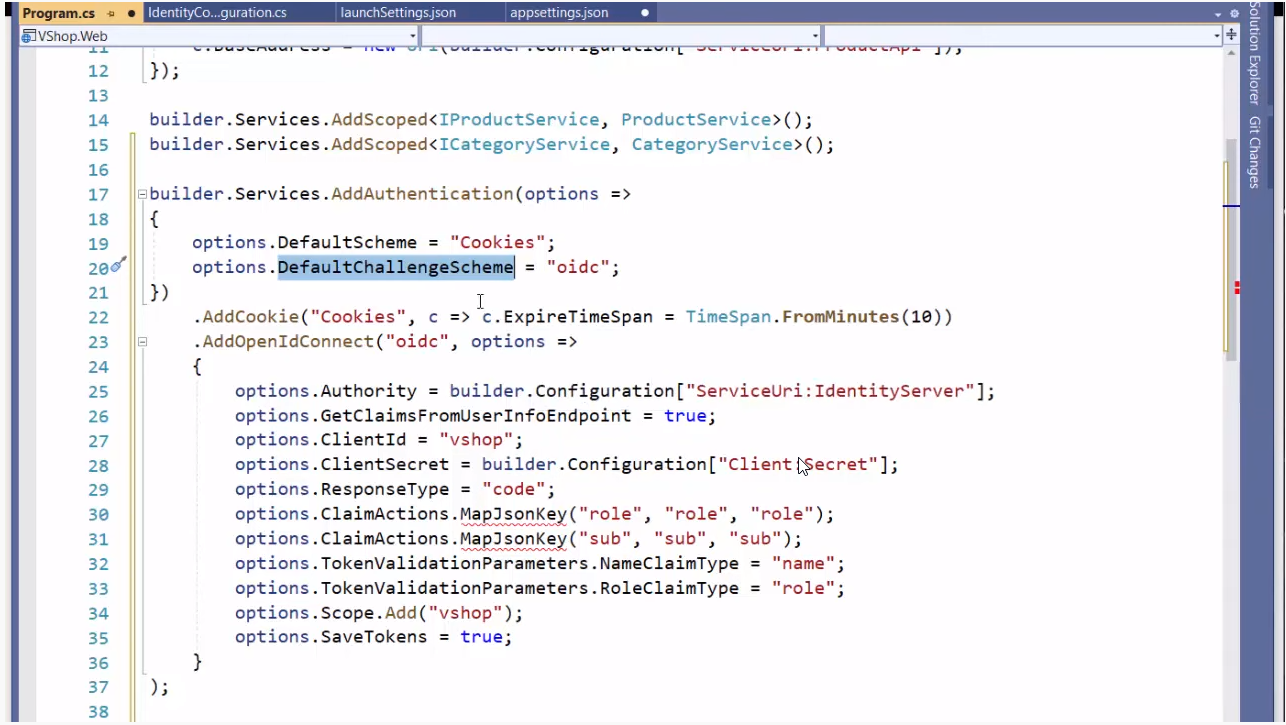 Program.cs
IdentityCo...guration.cs
launchSettings.json
appsettings.json
VShop.Web
11 c.BaseAddress = new Uri(builder.Configuration["ServiceUri:ProductApi"]);
12 });
13
14 builder.Services.AddScoped<IProductService, ProductService>();
15 builder.Services.AddScoped<ICategoryService, CategoryService>();
16
17 builder.Services.AddAuthentication(options =>
18 {
19 options.DefaultScheme = "Cookies";
20 options.DefaultChallengeScheme = "oidc";
21 })
22 .AddCookie("Cookies", c => c.ExpireTimeSpan = TimeSpan.FromMinutes(10))
23 .AddOpenIdConnect("oidc", options =>
24 {
25 options.Authority = builder.Configuration["ServiceUri:IdentityServer"];
26 options.GetClaimsFromUserInfoEndpoint = true;
27 options.ClientId = "vshop";
28 options.ClientSecret = builder.Configuration["Client:Secret"];
29 options.ResponseType = "code";
30 options.ClaimActions.MapJsonKey("role", "role", "role");
31 options.ClaimActions.MapJsonKey("sub", "sub", "sub");
32 options.TokenValidationParameters.NameClaimType = "name";
33 options.TokenValidationParameters.RoleClaimType = "role";
34 options.Scope.Add("vshop");
35 options.SaveTokens = true;
36 }
37 );
38
Solution Explorer
Git Changes